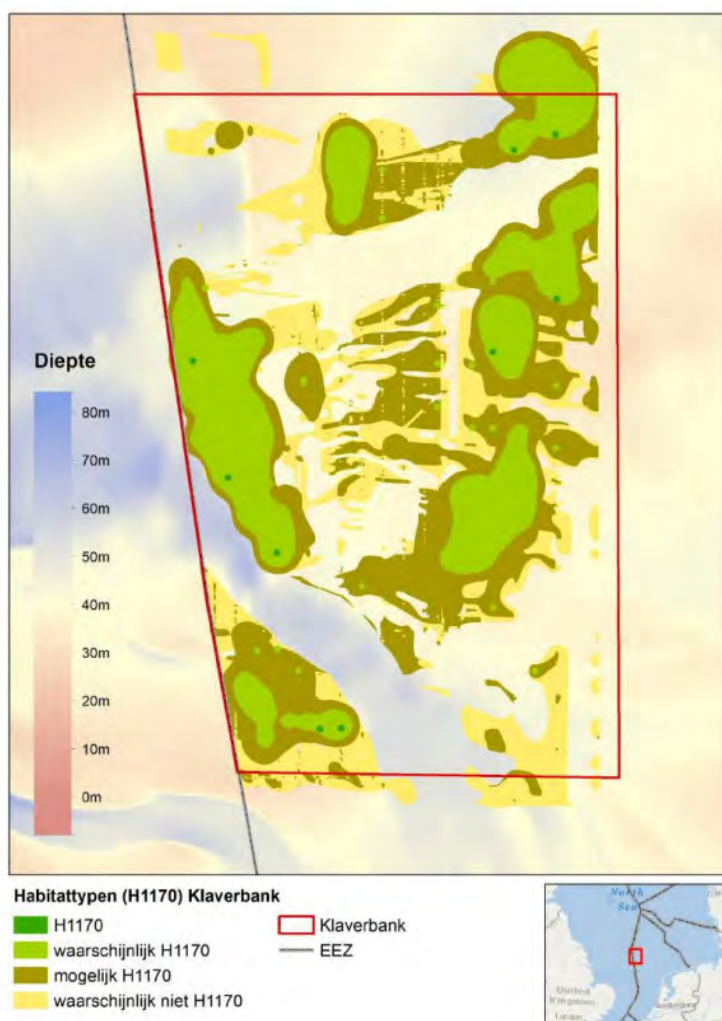 Diepte
80m
70m
60m
50m
40m
30m
20m
10m
0m
Habitattypen (H1170) Klaverbank
H1170
waarschijnlijk H1170
mogelijk H1170
waarschijnlijk niet H1170
Klaverbank
EEZ
North
Sea
United
Kingdom
London